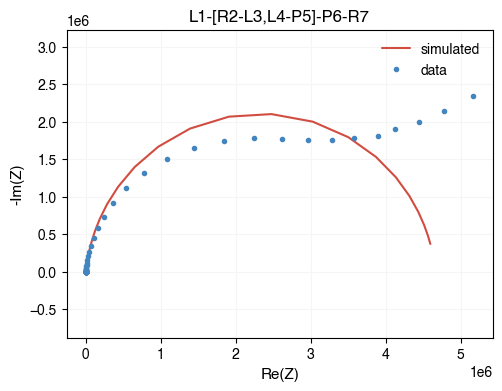 L1-[R2-L3,L4-P5]-P6-R7
1e6
3.0
2.5
2.0
1.5
1.0
0.5
0.0
−0.5
-Im(Z)
simulated
data
0 1 2 3 4 5
1e6
Re(Z)